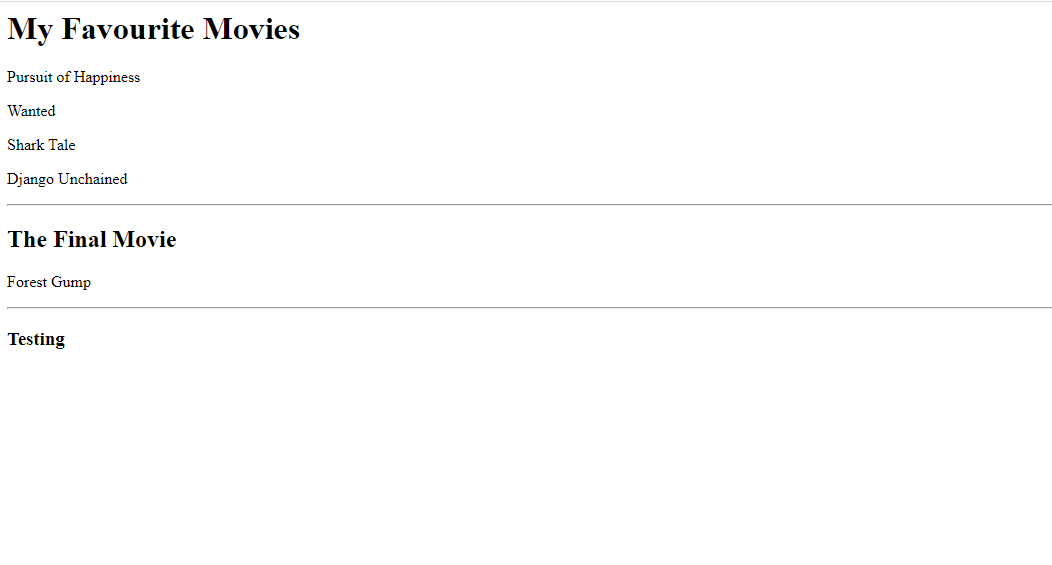 My Favourite Movies
Pursuit of Happiness
Wanted
Shark Tale
Django Unchained
The Final Movie
Forest Gump
Testing